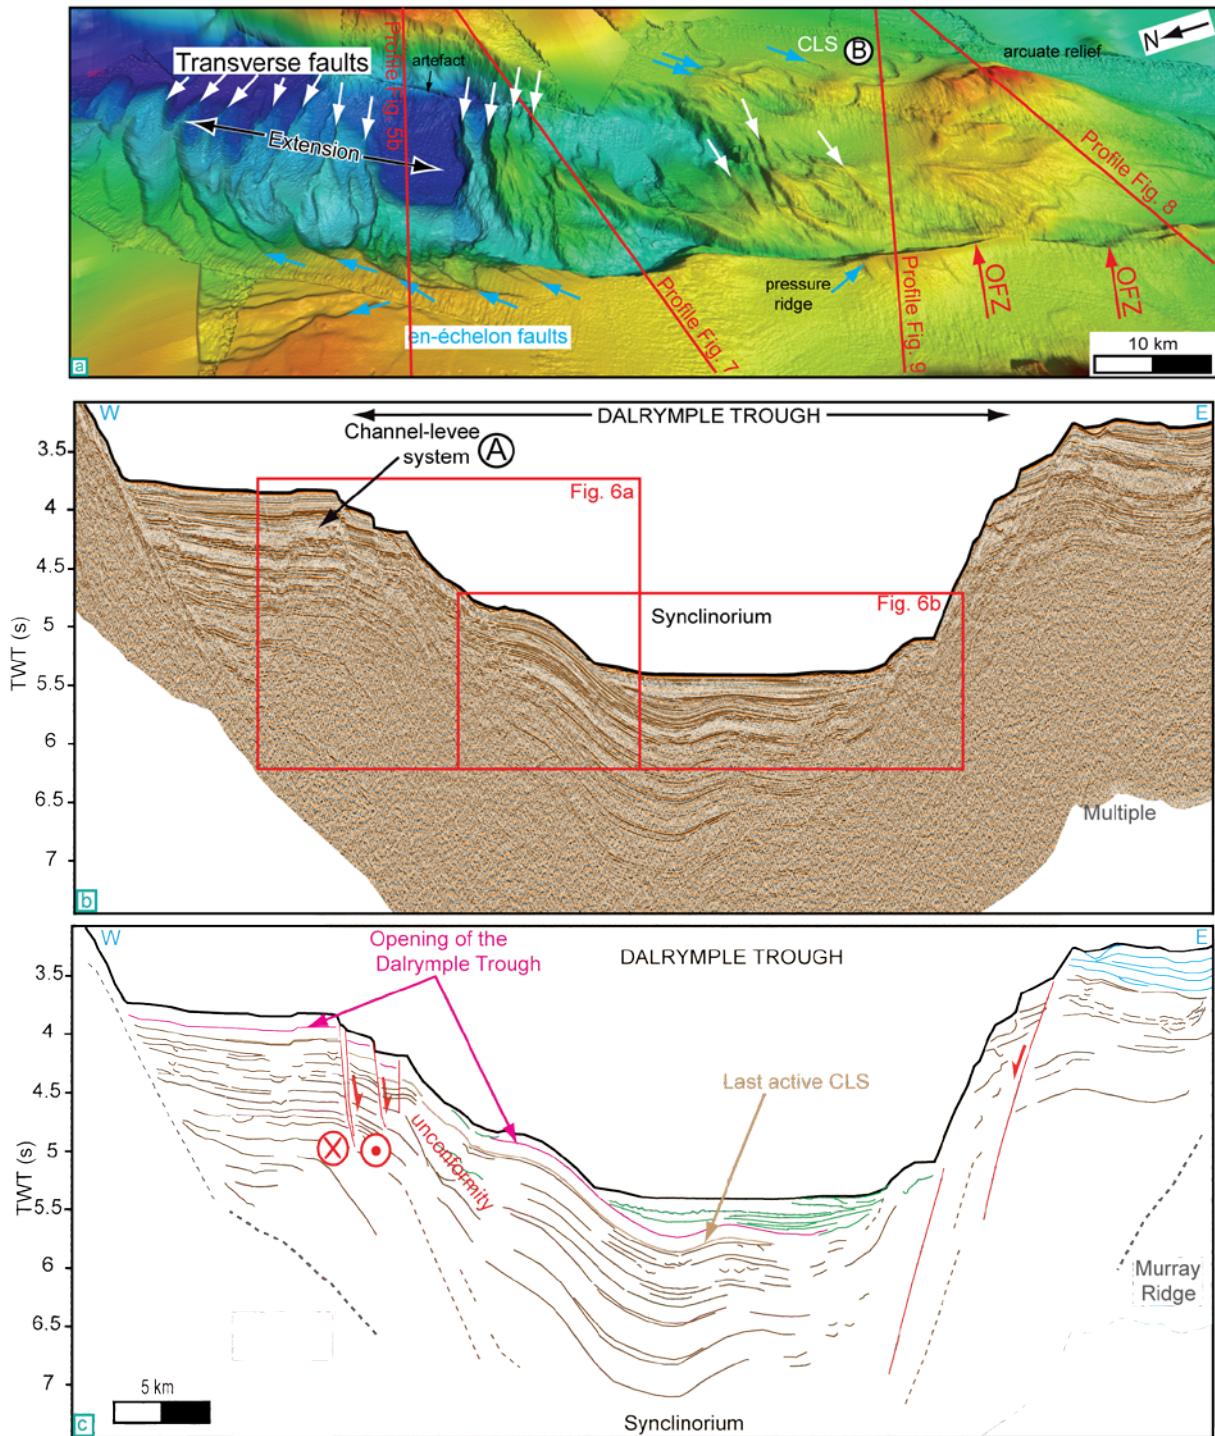 Transverse faults
artefact
CLS
B
arcuate relief
N
Extension
Profile Fig. 5b
Profile Fig. 7
Profile Fig. 9
Profile Fig. 8
OFZ
OFZ
pressure
ridge
en-échelon faults
10 km
a
W
DALRYMPLE TROUGH
E
Channel-levee
system
A
Fig. 6a
Fig. 6b
Synclinorium
Multiple
TWT (s)
3.5
4
4.5
5
5.5
6
6.5
7
b
W
Opening of the
Dalrymple Trough
DALRYMPLE TROUGH
E
Last active CLS
unconformity
Murray
Ridge
TWT (s)
3.5
4
4.5
5
5.5
6
6.5
7
5 km
Synclinorium
c